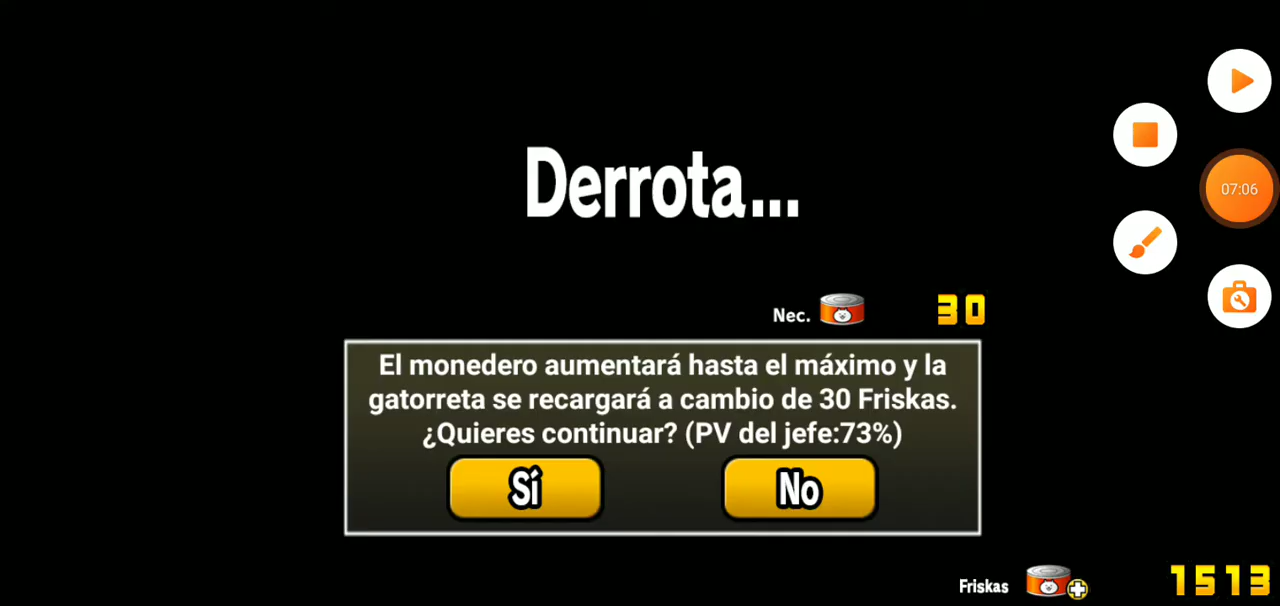 07:06
Derrota...
Nec. 30
El monedero aumentará hasta el máximo y la
gatorreta se recargará a cambio de 30 Friskas.
¿Quieres continuar? (PV del jefe:73%)
Sí No
Friskas 1513